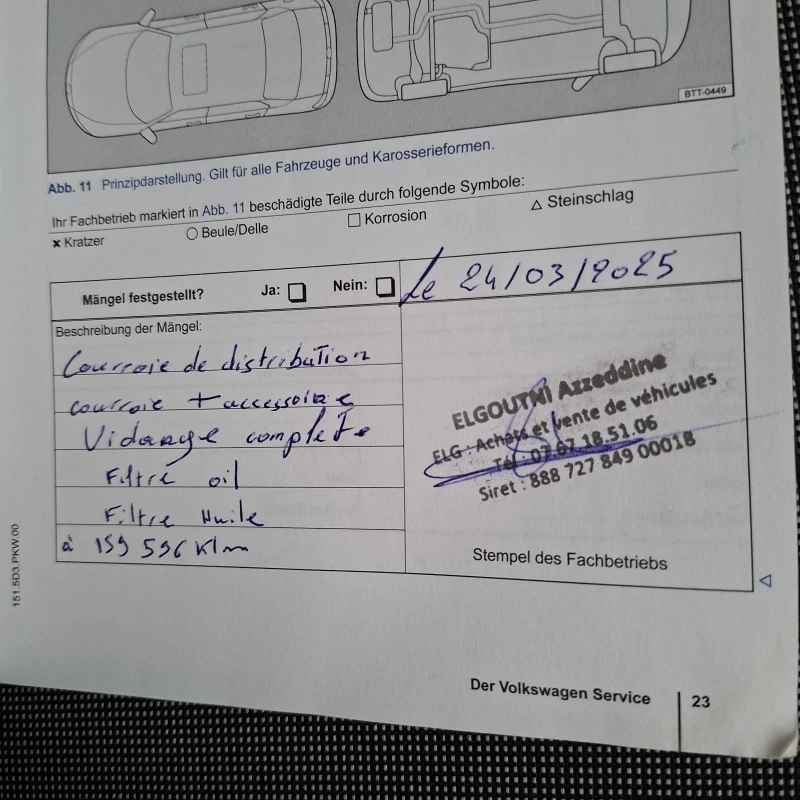 BTT-0449
Abb. 11 Prinzipdarstellung. Gilt für alle Fahrzeuge und Karosserieformen.
Ihr Fachbetrieb markiert in Abb. 11 beschädigte Teile durch folgende Symbole:
× Kratzer ○ Beule/Delle □ Korrosion △ Steinschlag
Mängel festgestellt? Ja: ❑ Nein: ❑
Le 24/03/2025
Beschreibung der Mängel:
Courroie de distribution
courroie + accessoire
Vidange complète
Filtre oil
Filtre Huile
à 159 596 Klm
ELGOUTNI Azzeddine
ELG : Achats et vente de véhicules
Tél : 07.67.18.51.06
Siret : 888 727 849 00018
Stempel des Fachbetriebs
151.5D3.PKW.00
Der Volkswagen Service 23